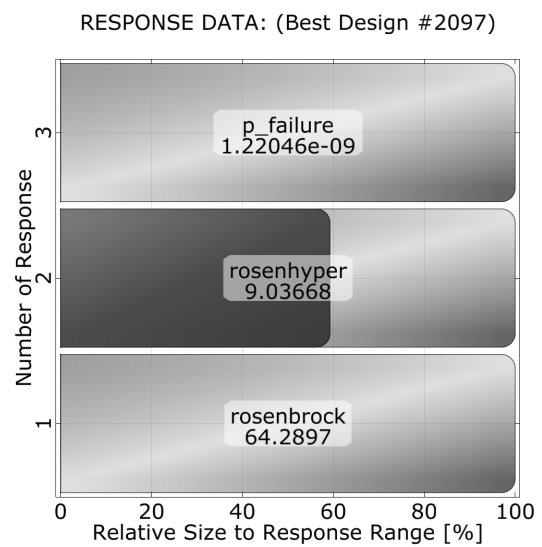 RESPONSE DATA: (Best Design #2097)
Number of Response
3
p_failure
1.22046e-09
2
rosenhyper
9.03668
1
rosenbrock
64.2897
0 20 40 60 80 100
Relative Size to Response Range [%]